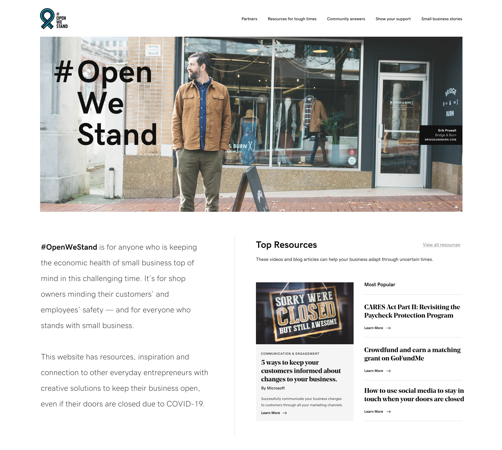 #
OPEN
WE
STAND
Partners
Resources for tough times
Community answers
Show your support
Small business stories
#Open
We
Stand
Erik Prowell
Bridge & Burn
BRIDGEANDBURN.COM
#OpenWeStand is for anyone who is keeping
the economic health of small business top of
mind in this challenging time. It's for shop
owners minding their customers' and
employees' safety — and for everyone who
stands with small business.
This website has resources, inspiration and
connection to other everyday entrepreneurs with
creative solutions to keep their business open,
even if their doors are closed due to COVID-19.
Top Resources
View all resources
These videos and blog articles can help your business adapt through uncertain times.
SORRY WE'RE
CLOSED
BUT STILL AWESOME
COMMUNICATION & ENGAGEMENT
5 ways to keep your
customers informed about
changes to your business.
By Microsoft
Successfully communicate your business changes
to customers through all your marketing channels.
Learn More →
Most Popular
CARES Act Part II: Revisiting the
Paycheck Protection Program
Learn More →
Crowdfund and earn a matching
grant on GoFundMe
Learn More →
How to use social media to stay in
touch when your doors are closed
Learn More →